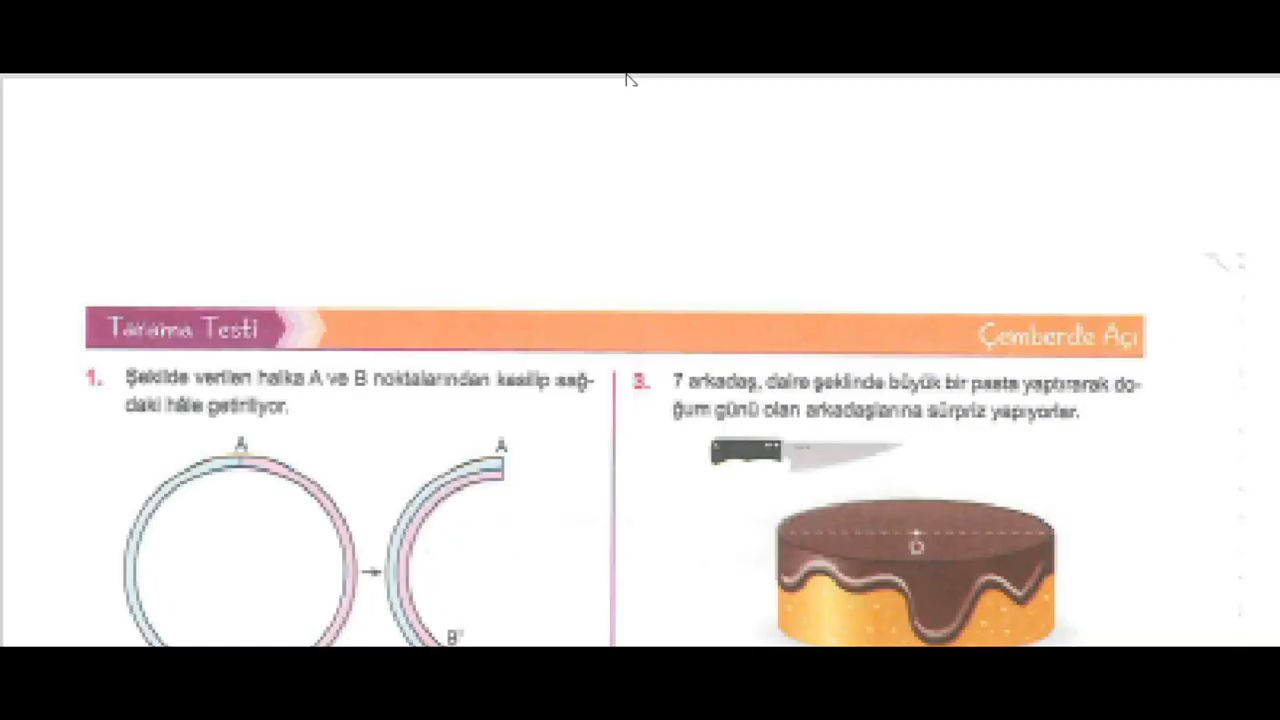 Tarama Testi
Çemberde Açı
1. Şekilde verilen halka A ve B noktalarından kesilip sağ-
daki hâle getiriliyor.
A
A
B'
3. 7 arkadaş, daire şeklinde büyük bir pasta yaptırarak do-
ğum günü olan arkadaşlarına sürpriz yapıyorlar.
O